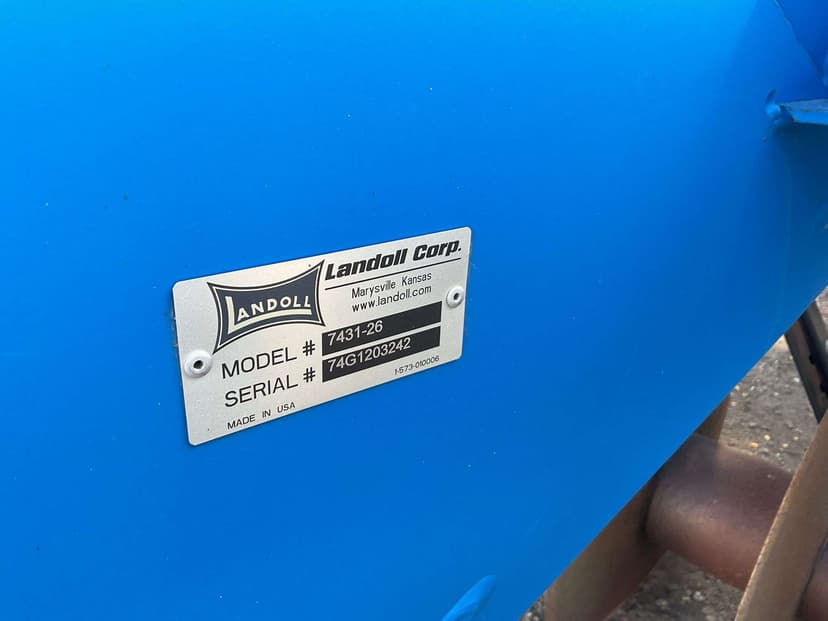 LANDOLL
Landoll Corp.
Marysville Kansas
www.landoll.com
MODEL # 7431-26
SERIAL # 74G1203242
MADE IN USA
1-573-010006